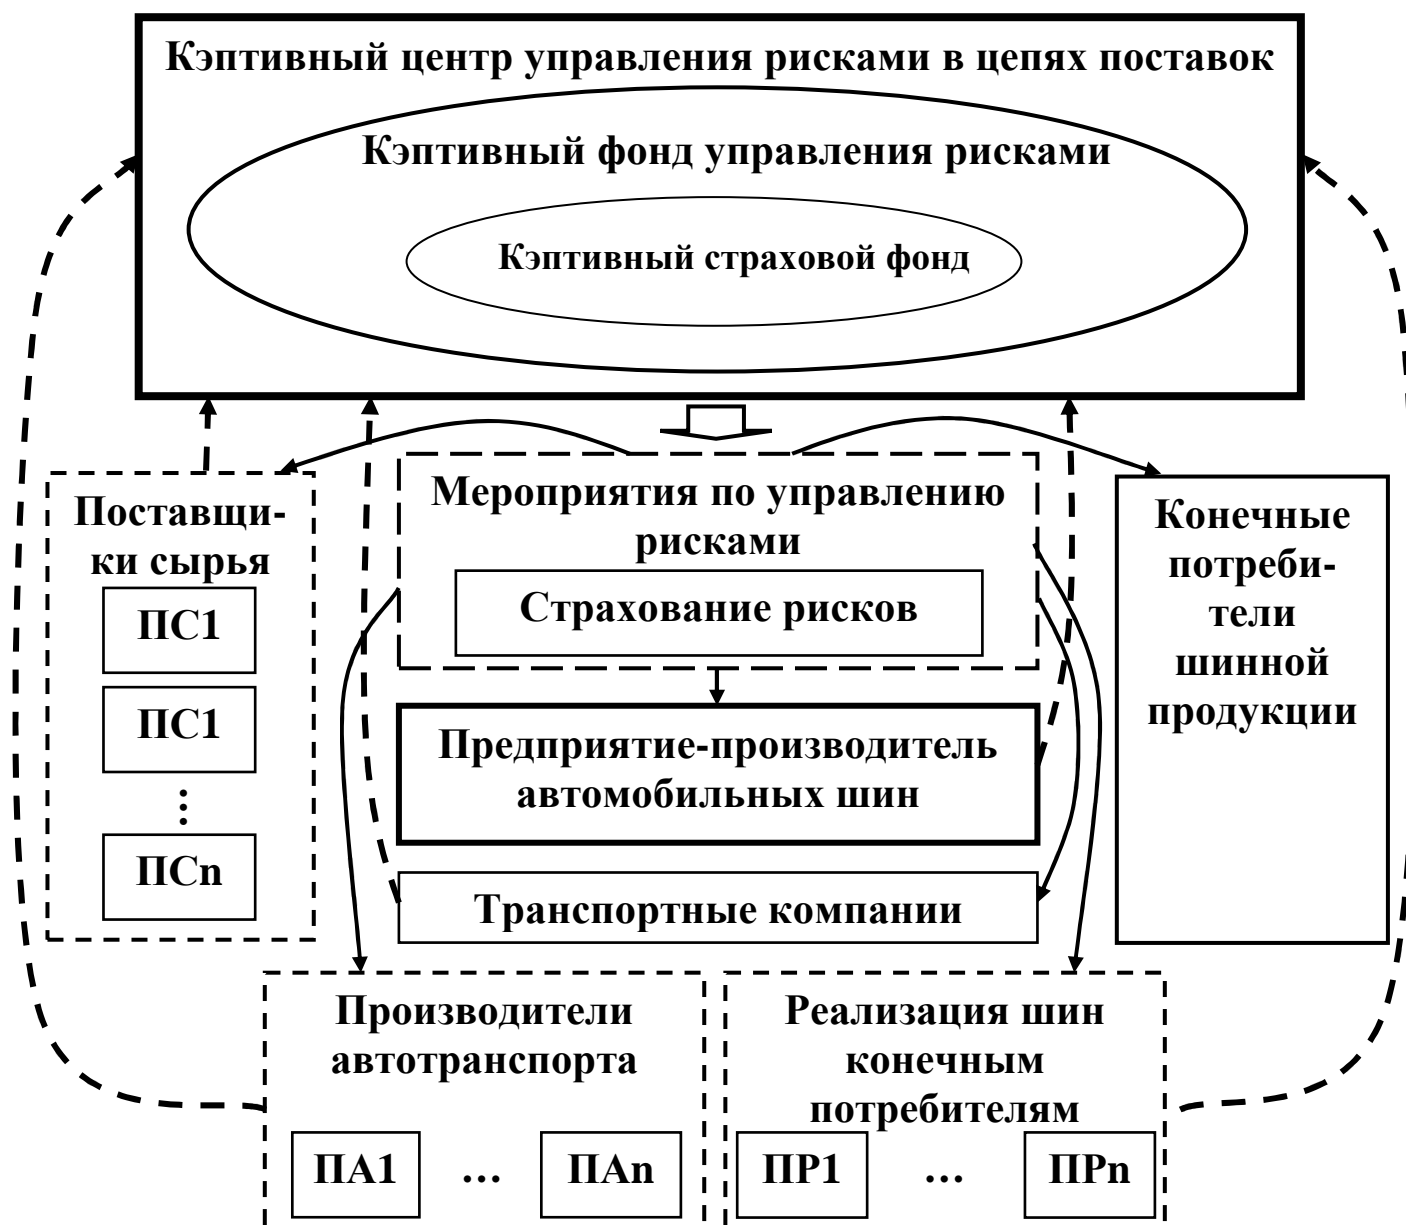 Кэптивный центр управления рисками в цепях поставок
Кэптивный фонд управления рисками
Кэптивный страховой фонд
Поставщи-
ки сырья
ПС1
ПС1
...
ПСn
Мероприятия по управлению
рисками
Страхование рисков
Предприятие-производитель
автомобильных шин
Транспортные компании
Конечные
потреби-
тели
шинной
продукции
Производители
автотранспорта
ПА1 ... ПАn
Реализация шин
конечным
потребителям
ПР1 ... ПРn